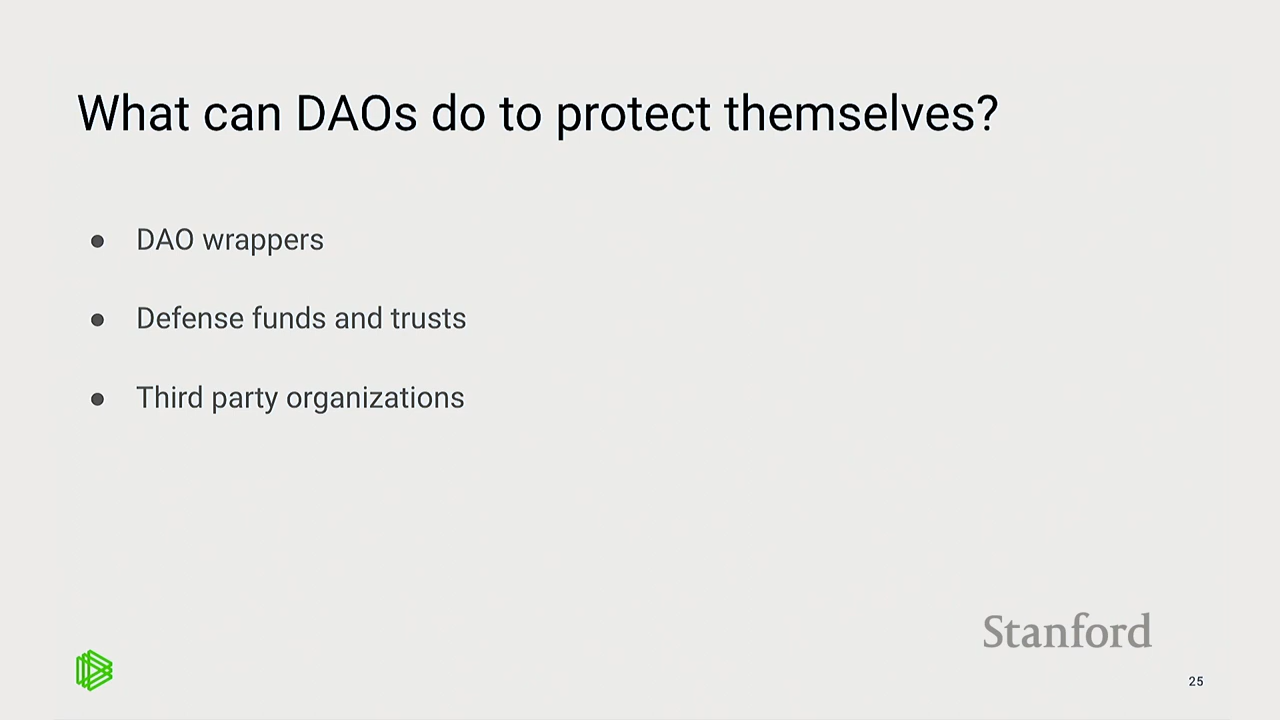 What can DAOs do to protect themselves?
● DAO wrappers
● Defense funds and trusts
● Third party organizations
Stanford
25